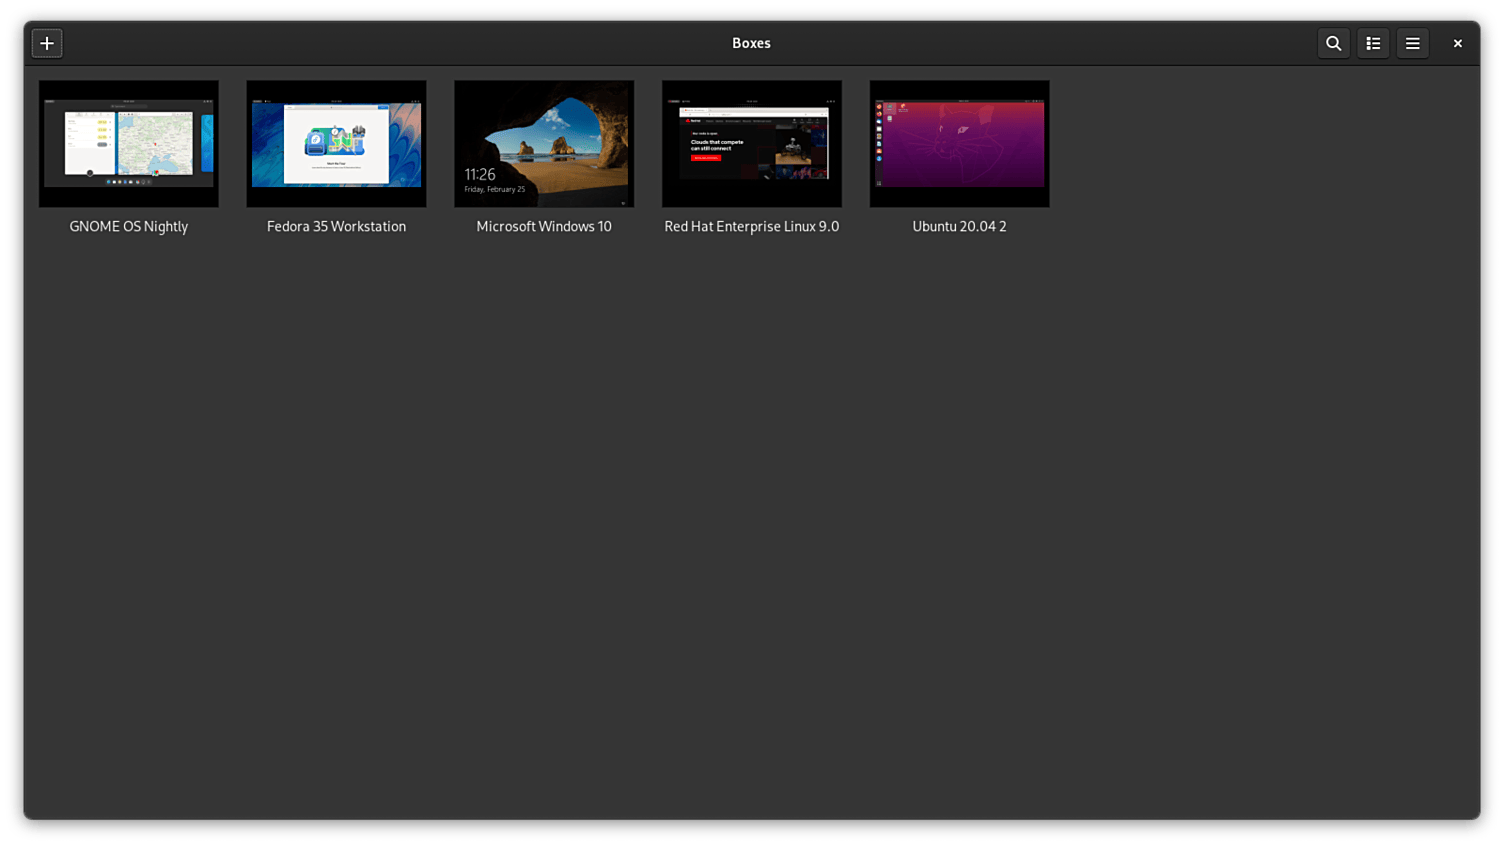 Boxes
11:26
Friday, February 25
Clouds that compete
can still connect
GNOME OS Nightly
Fedora 35 Workstation
Microsoft Windows 10
Red Hat Enterprise Linux 9.0
Ubuntu 20.04 2